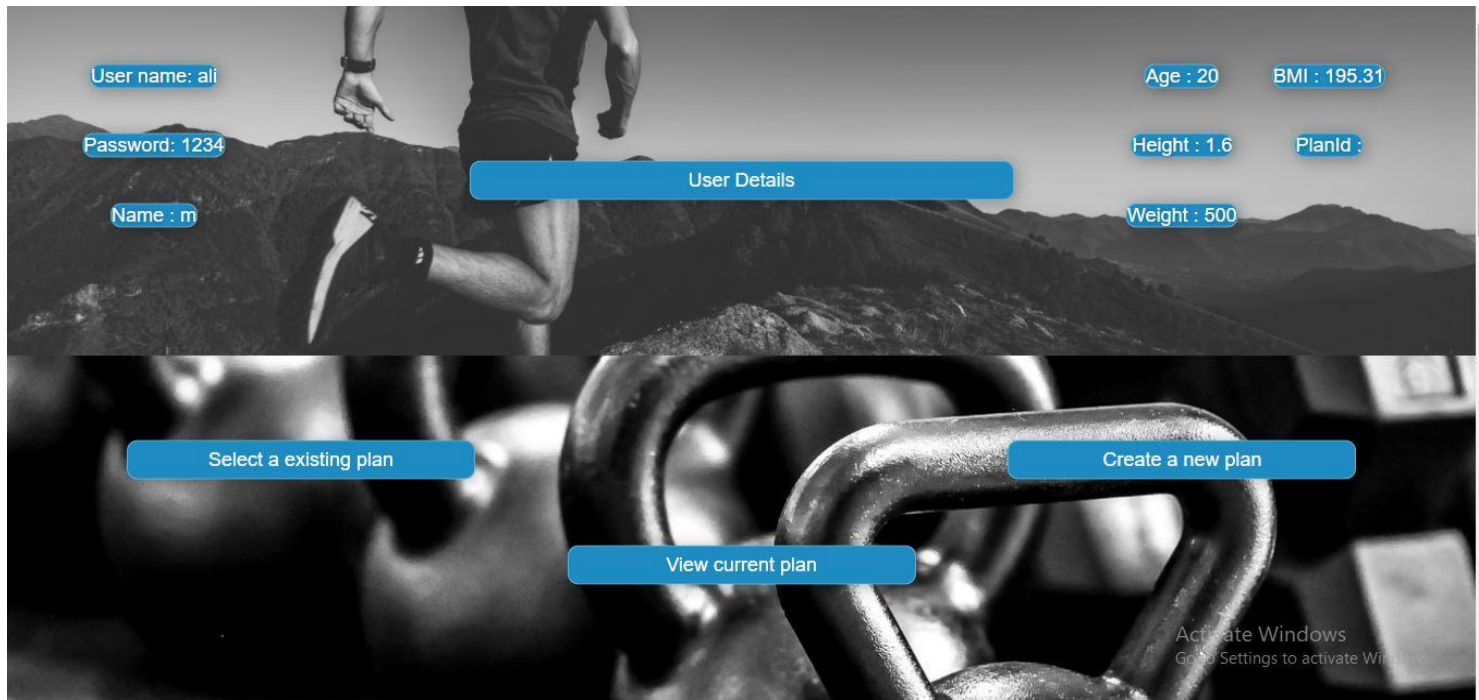 User name: ali
Password: 1234
Name : m
User Details
Age : 20
Height : 1.6
Weight : 500
BMI : 195.31
PlanId :
Select a existing plan
Create a new plan
View current plan
Activate Windows
Go to Settings to activate Windows.